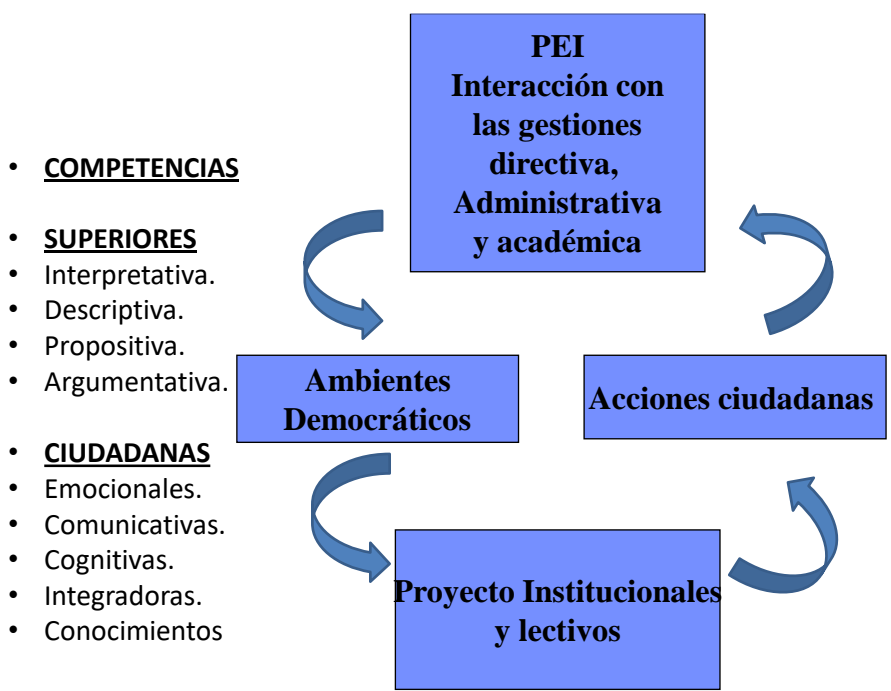 PEI
Interacción con
las gestiones
directiva,
Administrativa
y académica
• COMPETENCIAS
• SUPERIORES
• Interpretativa.
• Descriptiva.
• Propositiva.
• Argumentativa.
• CIUDADANAS
• Emocionales.
• Comunicativas.
• Cognitivas.
• Integradoras.
• Conocimientos
Ambientes
Democráticos
Acciones ciudadanas
Proyecto Institucionales
y lectivos